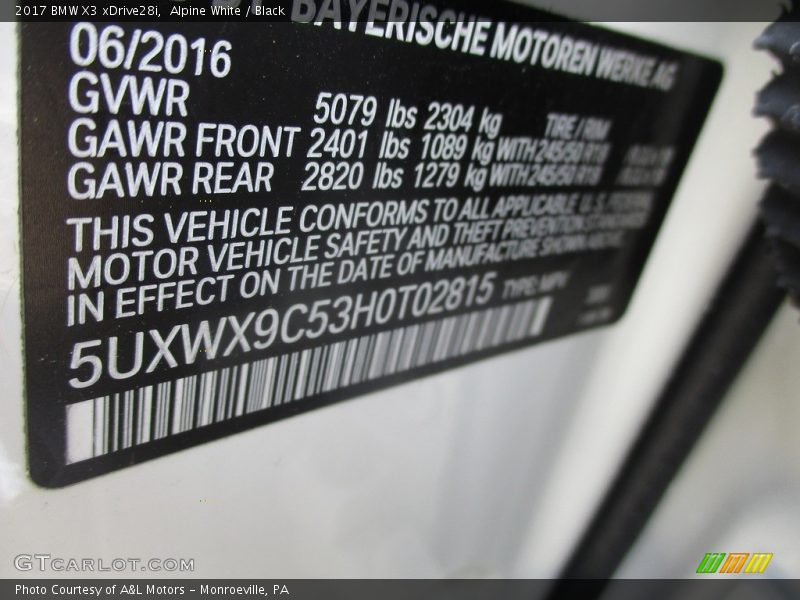 2017 BMW X3 xDrive28i, Alpine White / Black
BAYERISCHE MOTOREN WERKE AG
06/2016
GVWR 5079 lbs 2304 kg TIRE / RIM
GAWR FRONT 2401 lbs 1089 kg WITH 245/50 R18
GAWR REAR 2820 lbs 1279 kg WITH 245/50 R18
THIS VEHICLE CONFORMS TO ALL APPLICABLE U.S. FEDERAL
MOTOR VEHICLE SAFETY AND THEFT PREVENTION STANDARDS
IN EFFECT ON THE DATE OF MANUFACTURE SHOWN ABOVE
5UXWX9C53H0T02815 TYPE: MPV
GTCARLOT.COM
Photo Courtesy of A&L Motors – Monroeville, PA